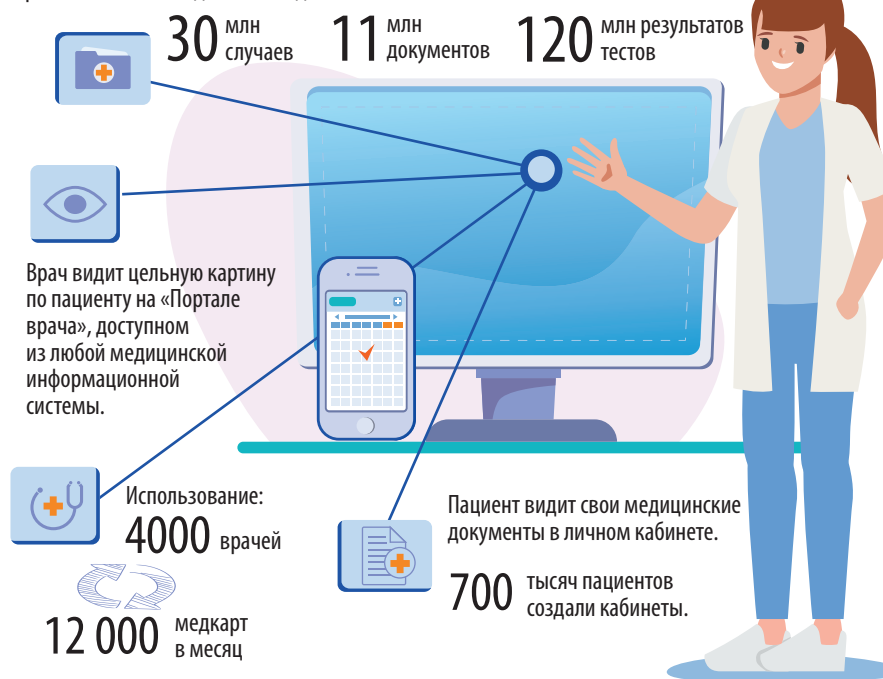 30 млн случаев
11 млн документов
120 млн результатов тестов
Врач видит цельную картину
по пациенту на «Портале
врача», доступном
из любой медицинской
информационной
системы.
Использование:
4000 врачей
12 000 медкарт
в месяц
Пациент видит свои медицинские
документы в личном кабинете.
700 тысяч пациентов
создали кабинеты.